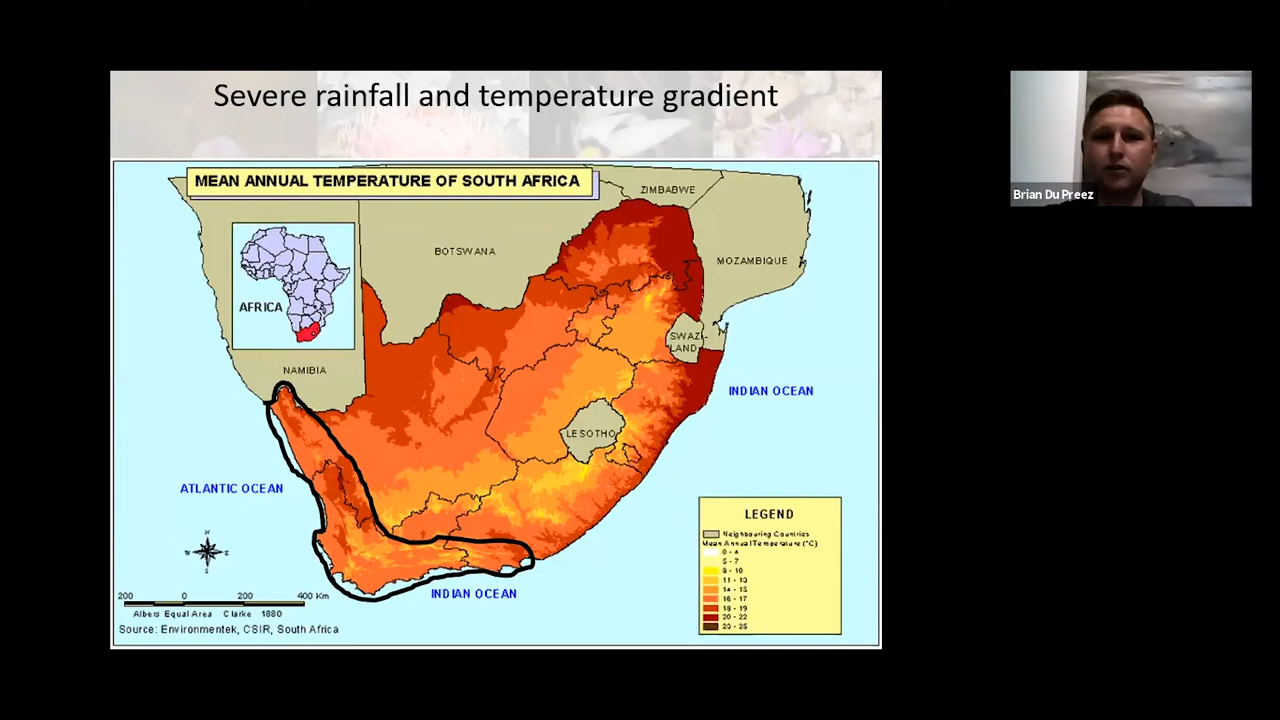 Severe rainfall and temperature gradient
MEAN ANNUAL TEMPERATURE OF SOUTH AFRICA
ZIMBABWE
BOTSWANA
MOZAMBIQUE
AFRICA
SWAZI-
LAND
NAMIBIA
INDIAN OCEAN
LESOTHO
ATLANTIC OCEAN
N
W E
S
INDIAN OCEAN
200 0 200 400 Km
Albers Equal Area Clarke 1880
Source: Environmentek, CSIR, South Africa
LEGEND
Neighbouring Countries
Mean Annual Temperature (°C)
0 - 4
5 - 7
8 - 10
11 - 13
14 - 15
16 - 17
18 - 19
20 - 22
23 - 25
Brian Du Preez